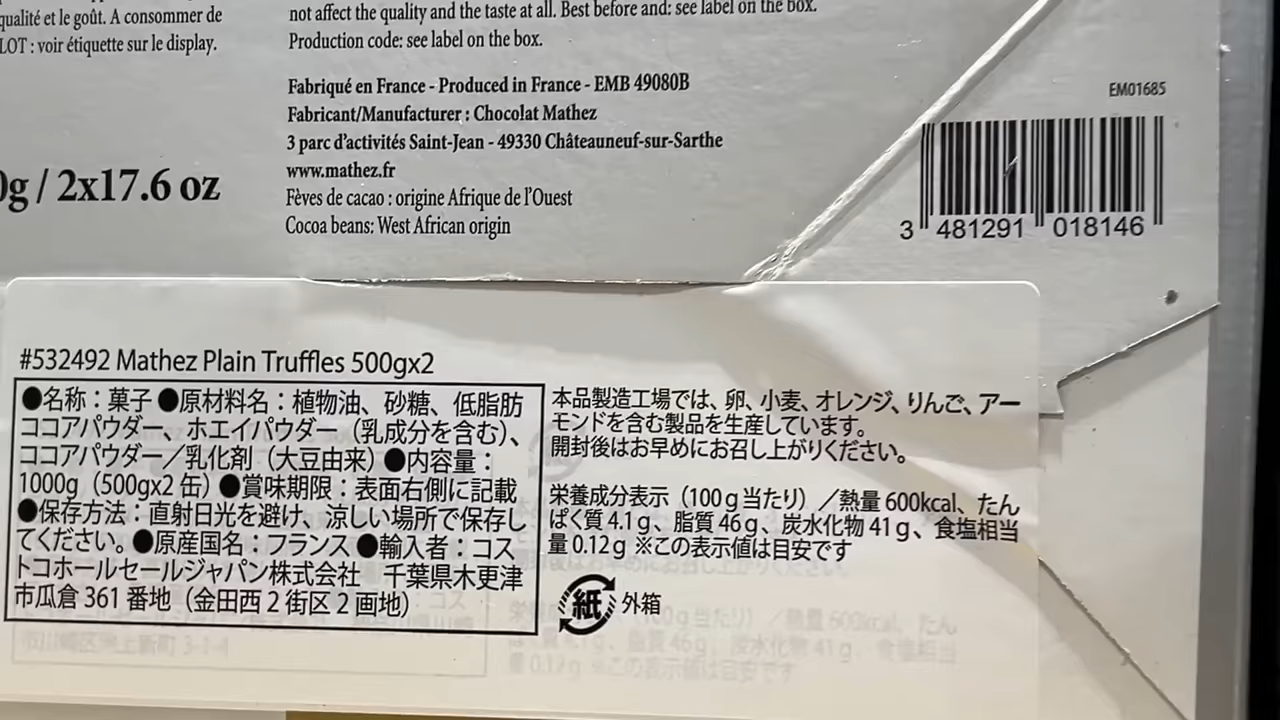 qualité et le goût. A consommer de
LOT : voir étiquette sur le display.
not affect the quality and the taste at all. Best before and: see label on the box.
Production code: see label on the box.
Fabriqué en France - Produced in France - EMB 49080B
Fabricant/Manufacturer : Chocolat Mathez
3 parc d'activités Saint-Jean - 49330 Châteauneuf-sur-Sarthe
www.mathez.fr
Fèves de cacao : origine Afrique de l'Ouest
Cocoa beans: West African origin
0g / 2x17.6 oz
EM01685
3 481291 018146
#532492 Mathez Plain Truffles 500gx2
●名称：菓子 ●原材料名：植物油、砂糖、低脂肪
ココアパウダー、ホエイパウダー（乳成分を含む）、
ココアパウダー／乳化剤（大豆由来）●内容量：
1000g（500gx2 缶）●賞味期限：表面右側に記載
●保存方法：直射日光を避け、涼しい場所で保存し
てください。●原産国名：フランス ●輸入者：コス
トコホールセールジャパン株式会社　千葉県木更津
市瓜倉 361 番地（金田西 2 街区 2 画地）
本品製造工場では、卵、小麦、オレンジ、りんご、アー
モンドを含む製品を生産しています。
開封後はお早めにお召し上がりください。
栄養成分表示（100g当たり）／熱量 600kcal、たん
ぱく質 4.1g、脂質 46g、炭水化物 41g、食塩相当
量 0.12g ※この表示値は目安です
紙 外箱